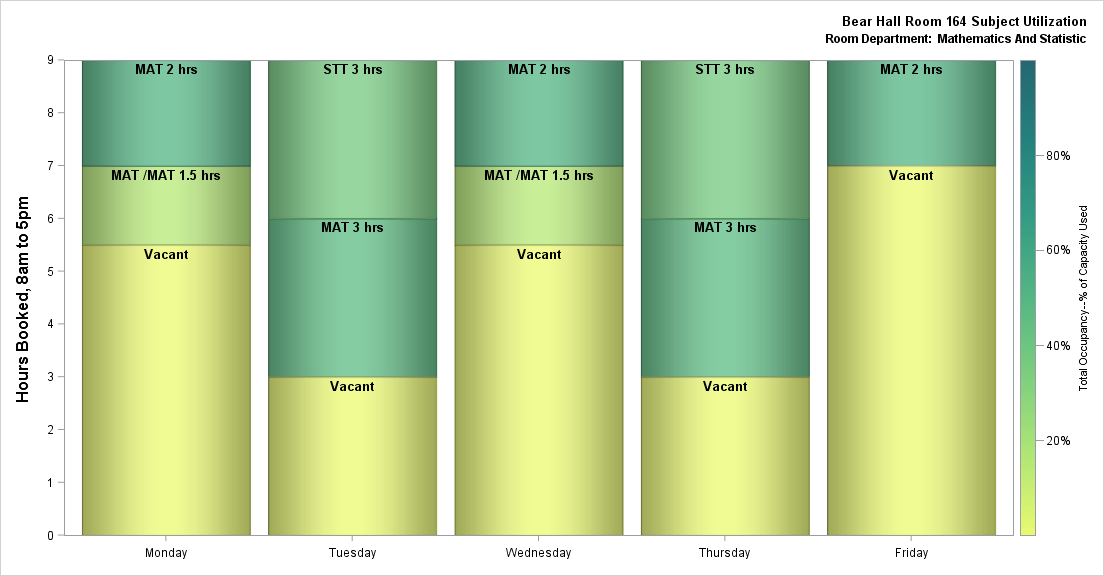 Bear Hall Room 164 Subject Utilization
Room Department: Mathematics And Statistic
Hours Booked, 8am to 5pm
9
8
7
6
5
4
3
2
1
0
MAT 2 hrs
MAT /MAT 1.5 hrs
Vacant
STT 3 hrs
MAT 3 hrs
Vacant
MAT 2 hrs
MAT /MAT 1.5 hrs
Vacant
STT 3 hrs
MAT 3 hrs
Vacant
MAT 2 hrs
Vacant
Monday
Tuesday
Wednesday
Thursday
Friday
80%
60%
40%
20%
Total Occupancy--% of Capacity Used